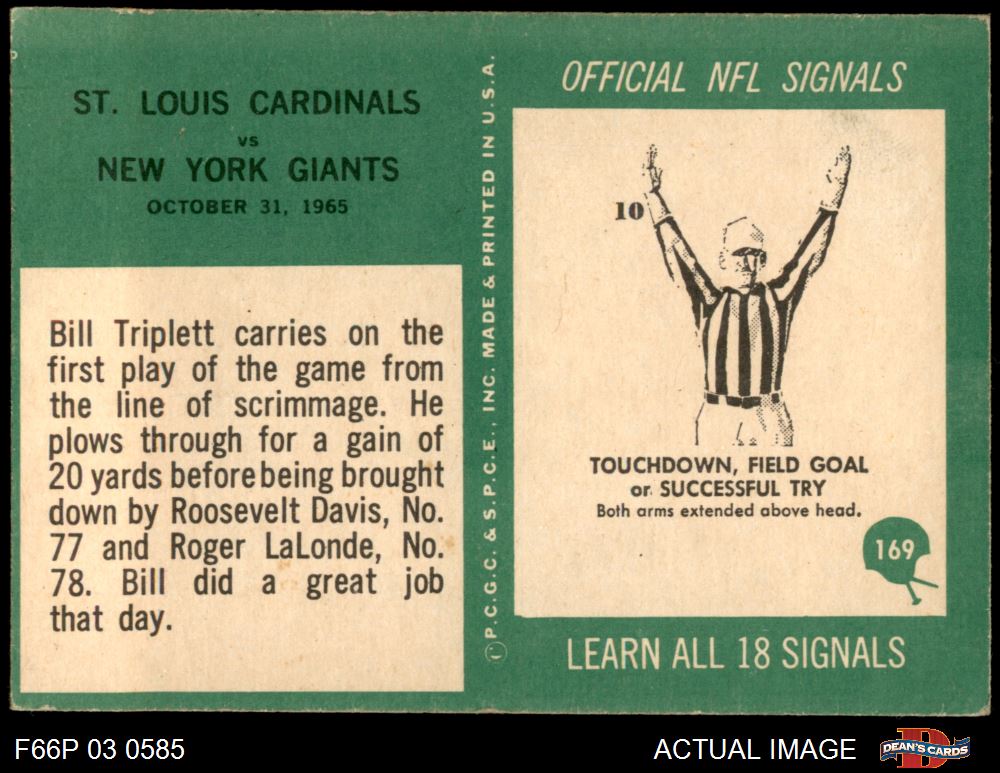 ST. LOUIS CARDINALS
vs
NEW YORK GIANTS
OCTOBER 31, 1965
Bill Triplett carries on the
first play of the game from
the line of scrimmage. He
plows through for a gain of
20 yards before being brought
down by Roosevelt Davis, No.
77 and Roger LaLonde, No.
78. Bill did a great job
that day.
©P.C.G.C. & S.P.C.E., INC. MADE & PRINTED IN U.S.A.
OFFICIAL NFL SIGNALS
10
TOUCHDOWN, FIELD GOAL
or SUCCESSFUL TRY
Both arms extended above head.
169
LEARN ALL 18 SIGNALS
F66P 03 0585
ACTUAL IMAGE
DEAN'S CARDS